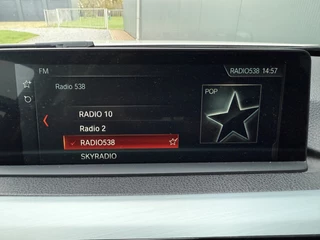 FM
RADIO538 14:57
Radio 538
POP
RADIO 10
Radio 2
RADIO538
SKYRADIO